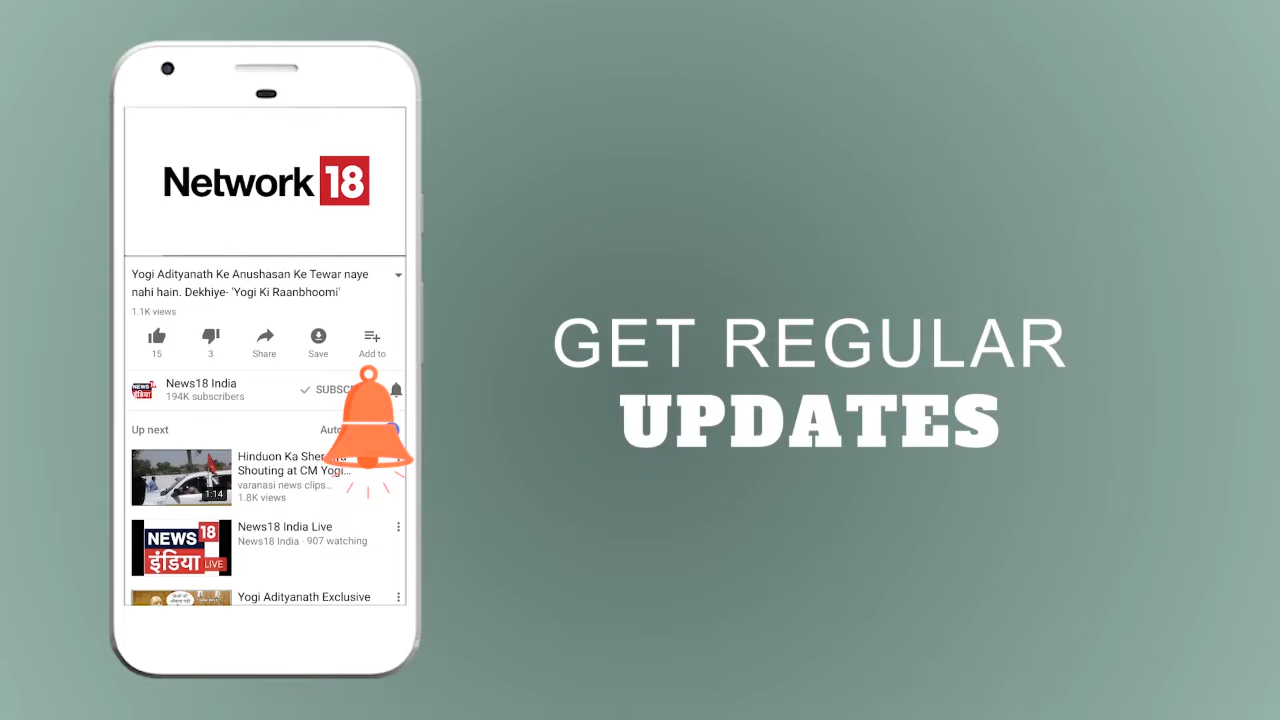 Network 18
Yogi Adityanath Ke Anushasan Ke Tewar naye
nahi hain. Dekhiye- 'Yogi Ki Raanbhoomi'
1.1K views
15
3
Share
Save
Add to
NEWS 18
इंडिया
News18 India
194K subscribers
Up next
1:14
Hinduon Ka
Shouting at CM Yogi...
varanasi news clips...
1.8K views
NEWS 18
इंडिया
LIVE
News18 India Live
News18 India · 907 watching
Yogi Adityanath Exclusive
GET REGULAR
UPDATES